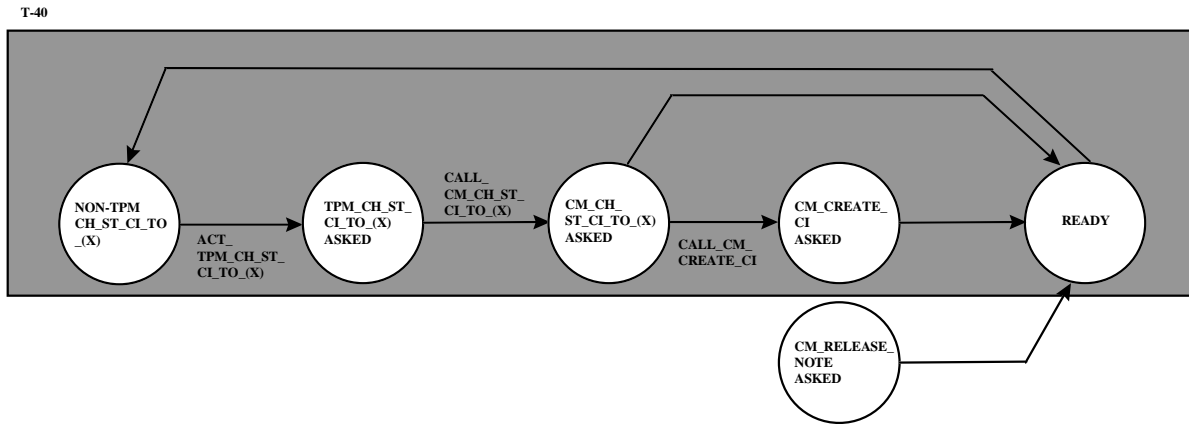 T-40
NON-TPM
CH_ST_CI_TO
_(X)
ACT_
TPM_CH_ST_
CI_TO_(X)
TPM_CH_ST_
CI_TO_(X)
ASKED
CALL_
CM_CH_ST_
CI_TO_(X)
CM_CH_
ST_CI_TO_(X)
ASKED
CALL_CM_
CREATE_CI
CM_CREATE_
CI
ASKED
READY
CM_RELEASE_
NOTE
ASKED